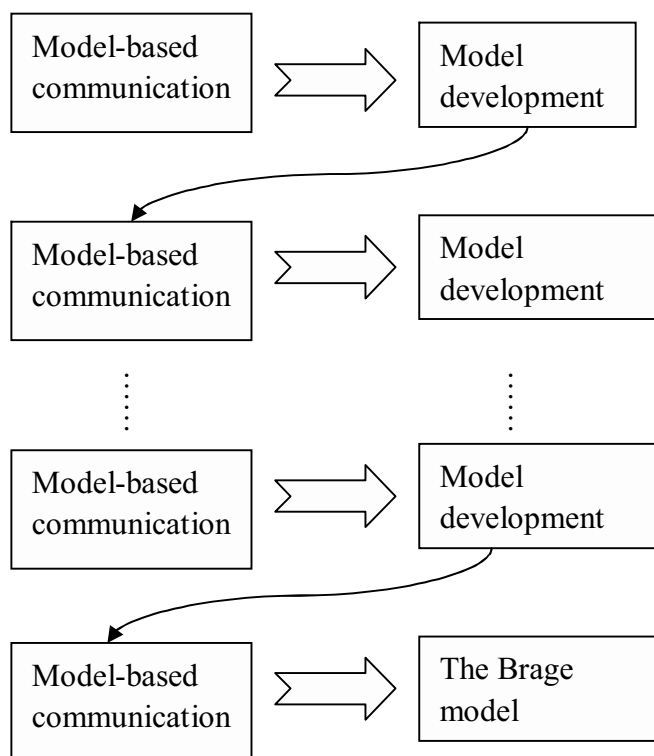 Model-based
communication
Model
development
Model-based
communication
Model
development
Model-based
communication
Model
development
Model-based
communication
The Brage
model